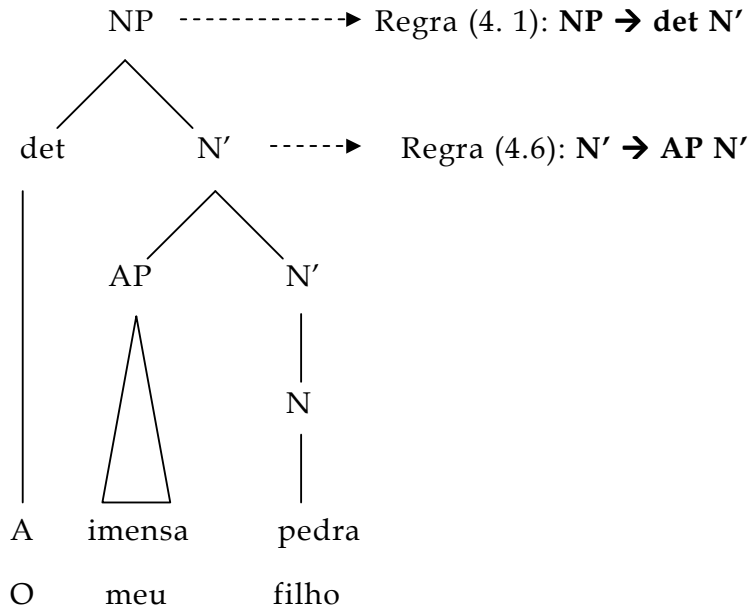 NP Regra (4. 1): NP → det N’
det N’ Regra (4.6): N’ → AP N’
AP N’
N
A imensa pedra
O meu filho